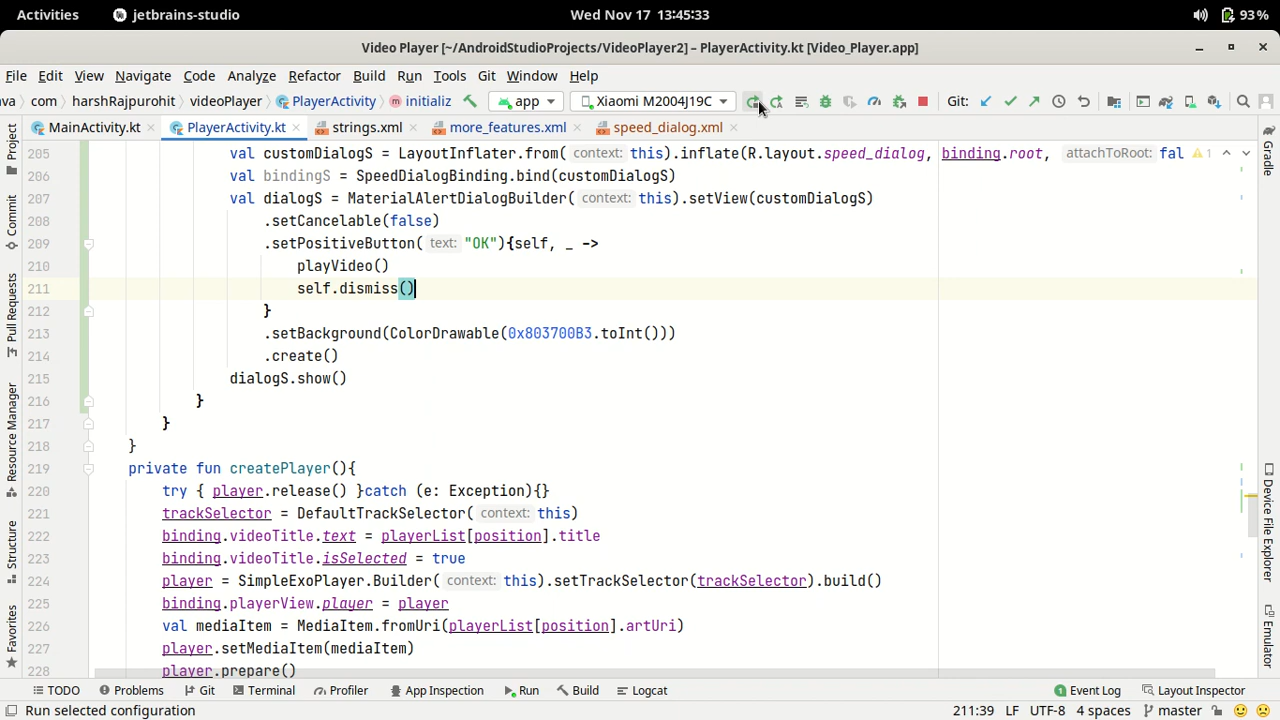 Activities jetbrains-studio Wed Nov 17 13:45:33 93%
Video Player [~/AndroidStudioProjects/VideoPlayer2] – PlayerActivity.kt [Video_Player.app]
File Edit View Navigate Code Analyze Refactor Build Run Tools Git Window Help
va com harshRajpurohit videoPlayer PlayerActivity initializ app Xiaomi M2004J19C Git:
MainActivity.kt PlayerActivity.kt strings.xml more_features.xml speed_dialog.xml
205 val customDialogS = LayoutInflater.from( context: this).inflate(R.layout.speed_dialog, binding.root, attachToRoot: fal 1
206 val bindingS = SpeedDialogBinding.bind(customDialogS)
207 val dialogS = MaterialAlertDialogBuilder( context: this).setView(customDialogS)
208 .setCancelable(false)
209 .setPositiveButton( text: "OK"){self, _ ->
210 playVideo()
211 self.dismiss()
212 }
213 .setBackground(ColorDrawable(0x803700B3.toInt()))
214 .create()
215 dialogS.show()
216 }
217 }
218 }
219 private fun createPlayer(){
220 try { player.release() }catch (e: Exception){}
221 trackSelector = DefaultTrackSelector( context: this)
222 binding.videoTitle.text = playerList[position].title
223 binding.videoTitle.isSelected = true
224 player = SimpleExoPlayer.Builder( context: this).setTrackSelector(trackSelector).build()
225 binding.playerView.player = player
226 val mediaItem = MediaItem.fromUri(playerList[position].artUri)
227 player.setMediaItem(mediaItem)
228 player.prepare()
Project
Commit
Pull Requests
Resource Manager
Structure
Favorites
Gradle
Device File Explorer
Emulator
TODO Problems Git Terminal Profiler App Inspection Run Build Logcat 1 Event Log Layout Inspector
Run selected configuration 211:39 LF UTF-8 4 spaces master